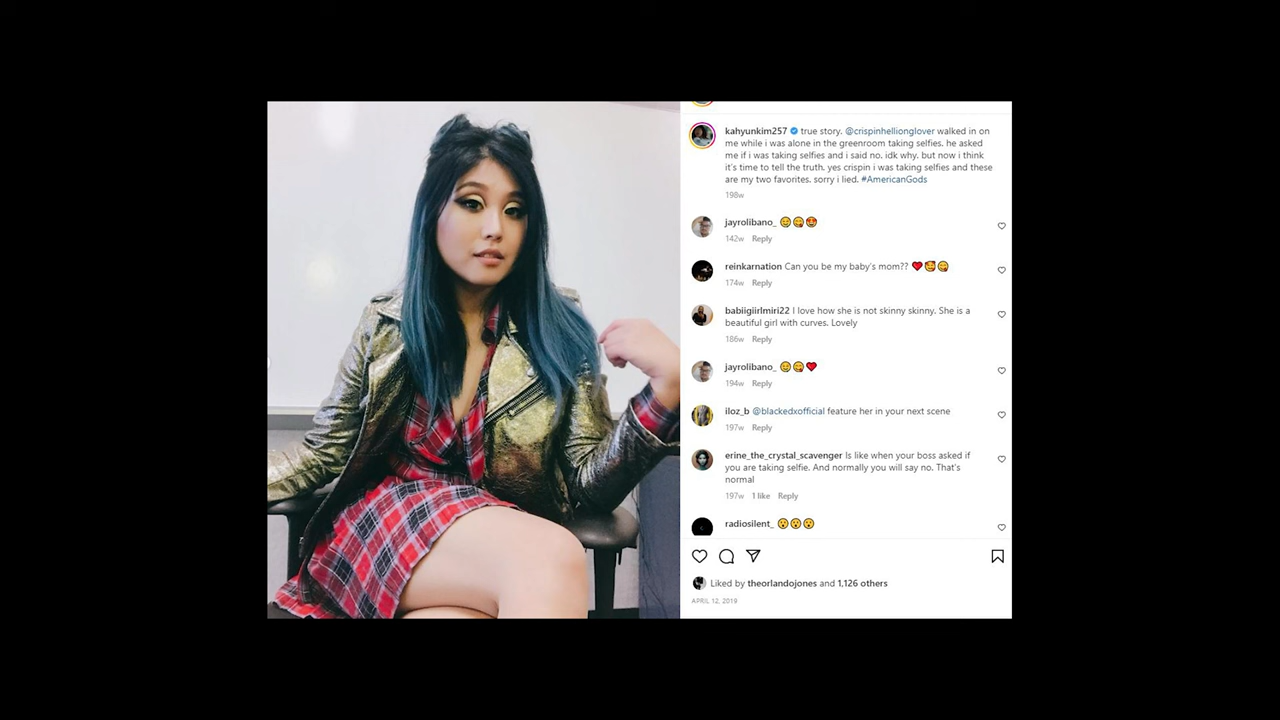 kahyunkim257 true story. @crispinhellionglover walked in on
me while i was alone in the greenroom taking selfies. he asked
me if i was taking selfies and i said no. idk why. but now i think
it's time to tell the truth. yes crispin i was taking selfies and these
are my two favorites. sorry i lied. #AmericanGods
198w
jayrolibano_ 😊😋😍
142w Reply
reinkarnation Can you be my baby's mom?? ❤️🥰😋
174w Reply
babiigiirlmiri22 I love how she is not skinny skinny. She is a
beautiful girl with curves. Lovely
186w Reply
jayrolibano_ 😊😋❤️
194w Reply
iloz_b @blackedxofficial feature her in your next scene
197w Reply
erine_the_crystal_scavenger Is like when your boss asked if
you are taking selfie. And normally you will say no. That's
normal
197w 1 like Reply
radiosilent_ 😮😮😮
Liked by theorlandojones and 1,126 others
APRIL 12, 2019